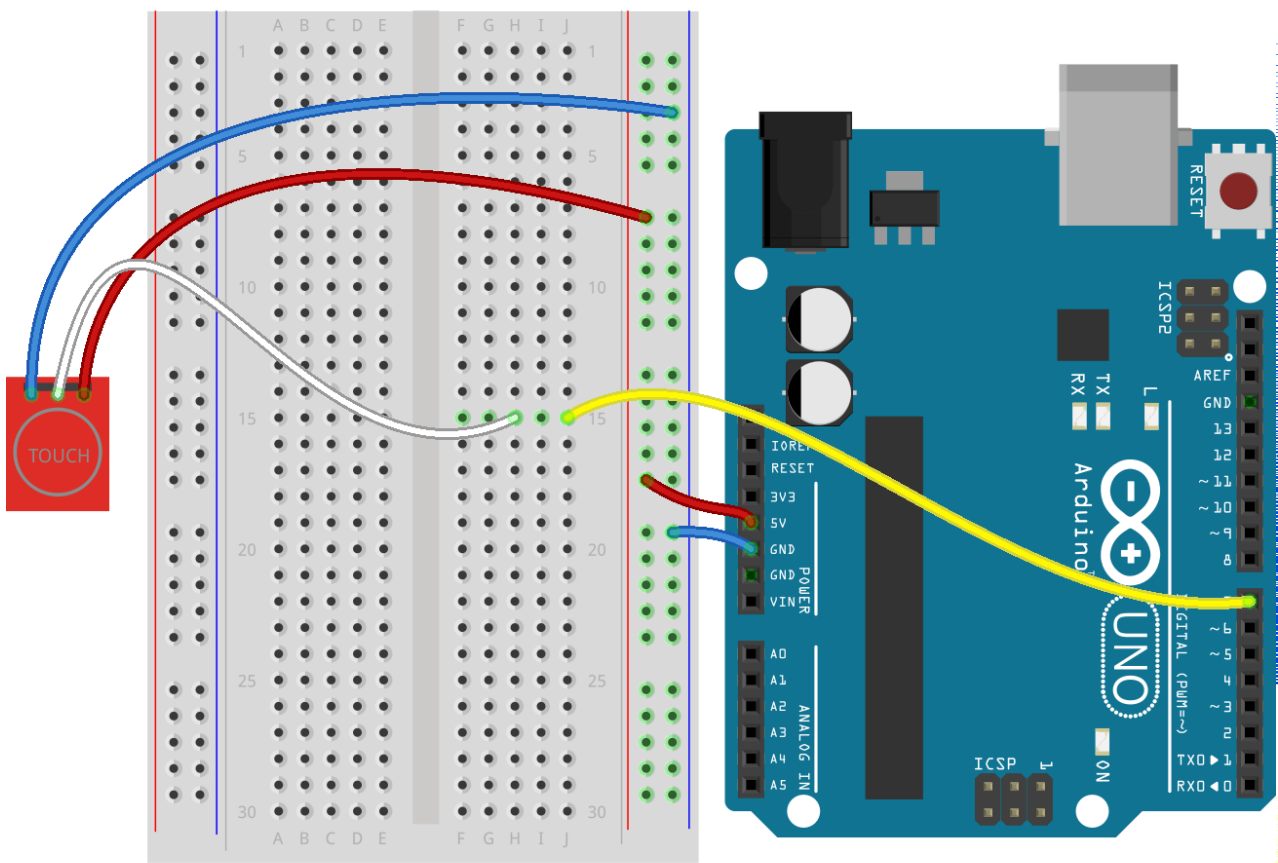 A B C D E F G H I J
1 1
5 5
10 10
15 15
20 20
25 25
30 30
A B C D E F G H I J
TOUCH
RESET
ICSP2
AREF
GND
13
12
~11
~10
~9
8
~6
~5
4
~3
2
TX0▶1
RX0◀0
RX
TX
L
IOREF
RESET
3V3
5V
GND
GND
VIN
POWER
A0
A1
A2
A3
A4
A5
ANALOG IN
Arduino
UNO
DIGITAL (PWM=~)
ON
ICSP
1